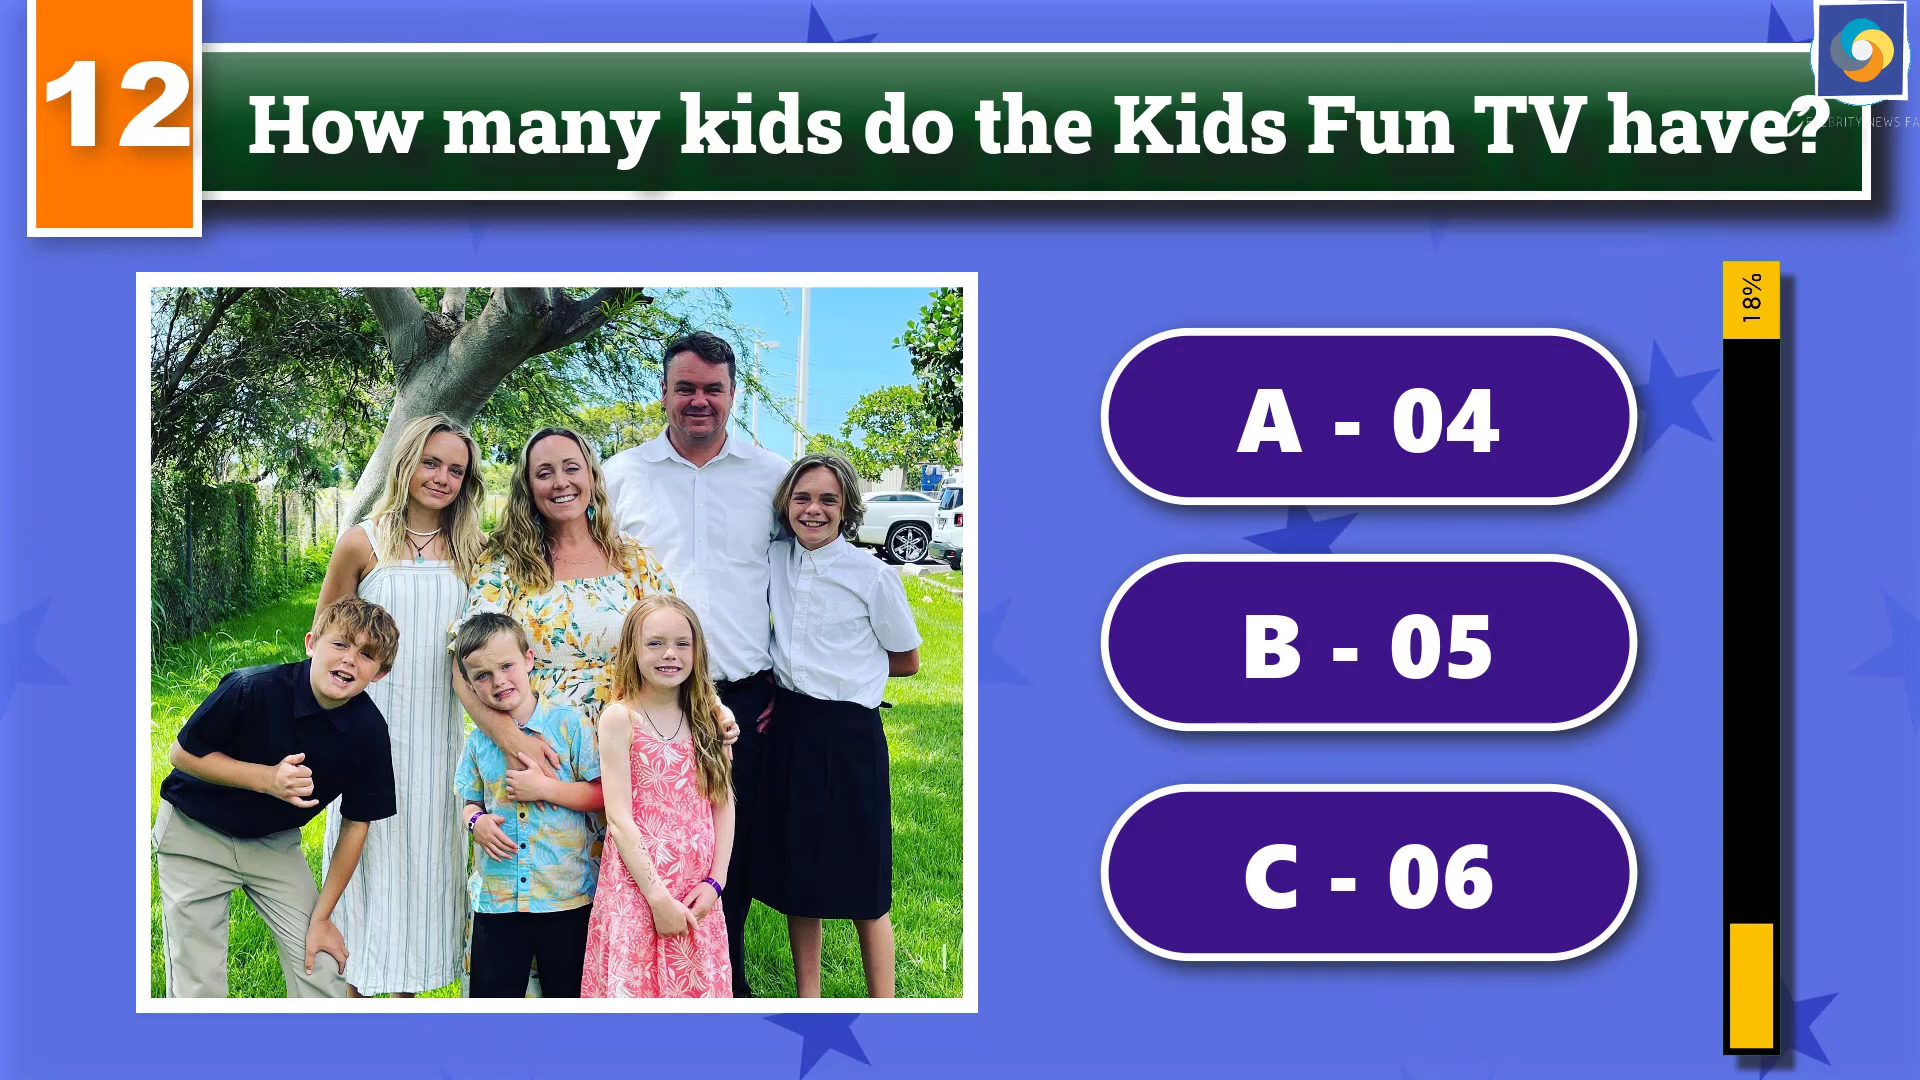 12
How many kids do the Kids Fun TV have?
18%
A - 04
B - 05
C - 06